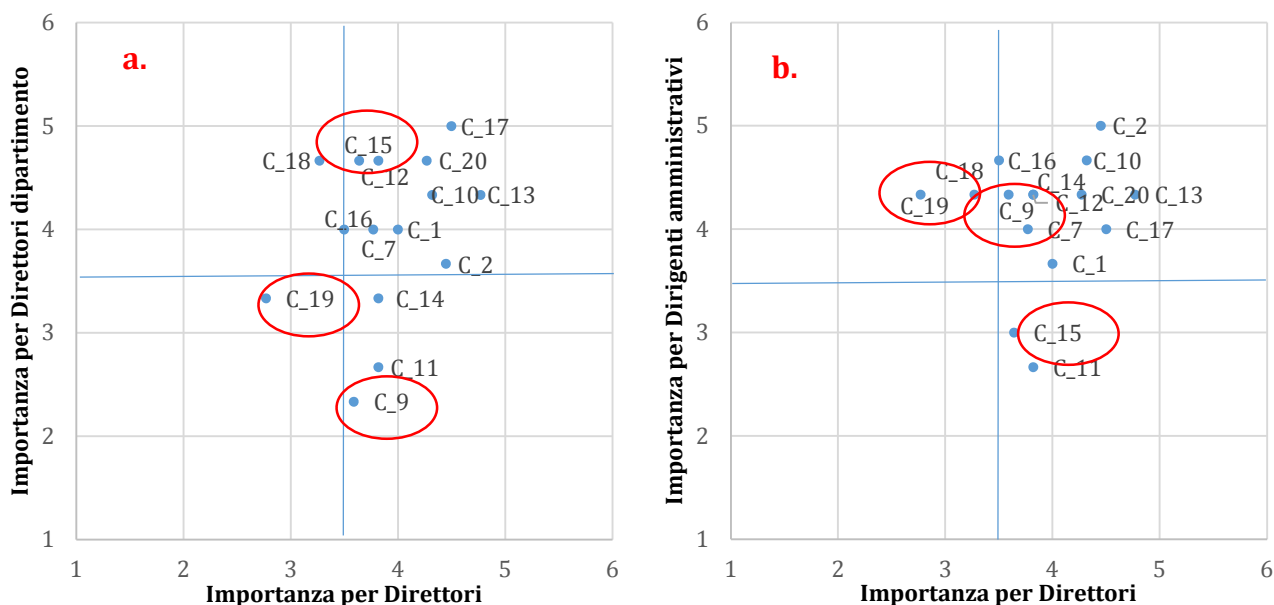 a.
Importanza per Direttori dipartimento
6
5
4
3
2
1
C_17
C_15
C_18
C_20
C_12
C_10
C_13
C_16
C_1
C_7
C_2
C_19
C_14
C_11
C_9
1 2 3 4 5 6
Importanza per Direttori
b.
Importanza per Dirigenti amministrativi
6
5
4
3
2
1
C_2
C_16
C_10
C_18
C_14
C_20
C_13
C_19
C_9
C_12
C_7
C_17
C_1
C_15
C_11
1 2 3 4 5 6
Importanza per Direttori